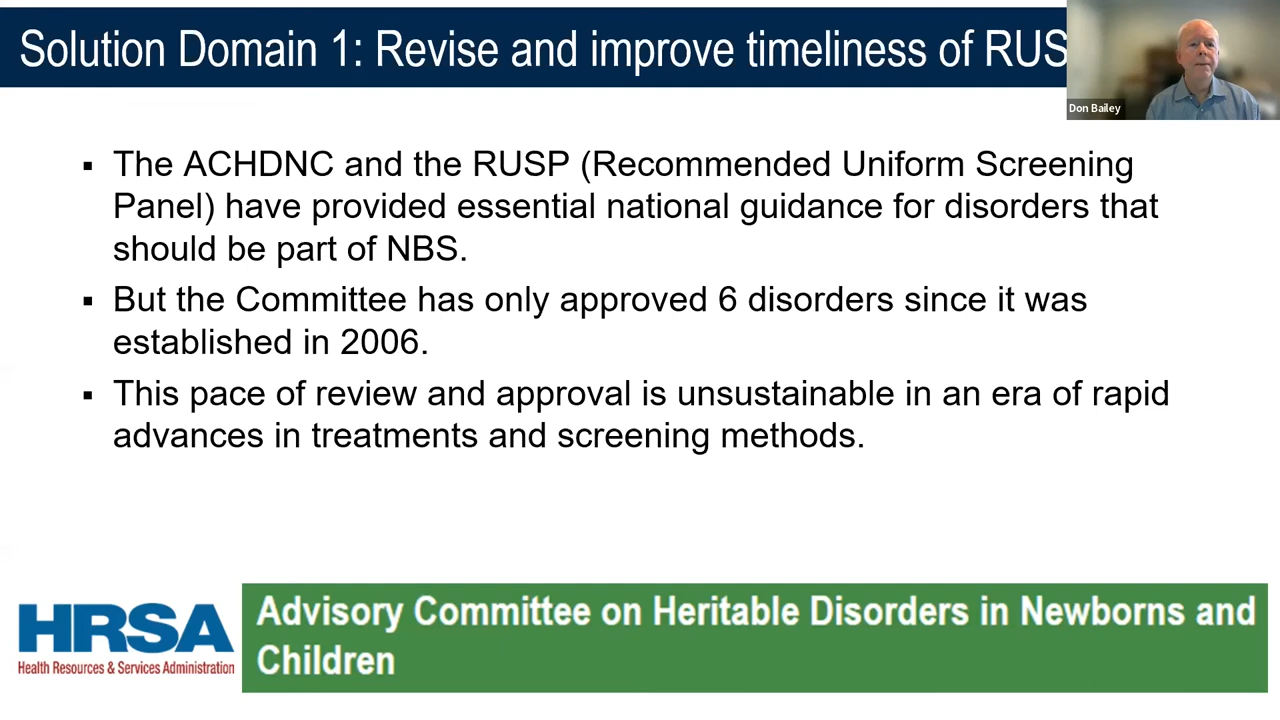 Solution Domain 1: Revise and improve timeliness of RUS
Don Bailey
▪ The ACHDNC and the RUSP (Recommended Uniform Screening
Panel) have provided essential national guidance for disorders that
should be part of NBS.
▪ But the Committee has only approved 6 disorders since it was
established in 2006.
▪ This pace of review and approval is unsustainable in an era of rapid
advances in treatments and screening methods.
HRSA
Health Resources & Services Administration
Advisory Committee on Heritable Disorders in Newborns and
Children